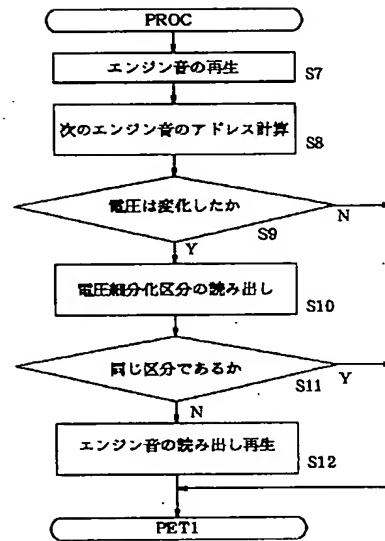 PROC
エンジン音の再生
S7
次のエンジン音のアドレス計算
S8
電圧は変化したか
N
S9
Y
電圧細分化区分の読み出し
S10
同じ区分であるか
Y
S11
N
エンジン音の読み出し再生
S12
PET1